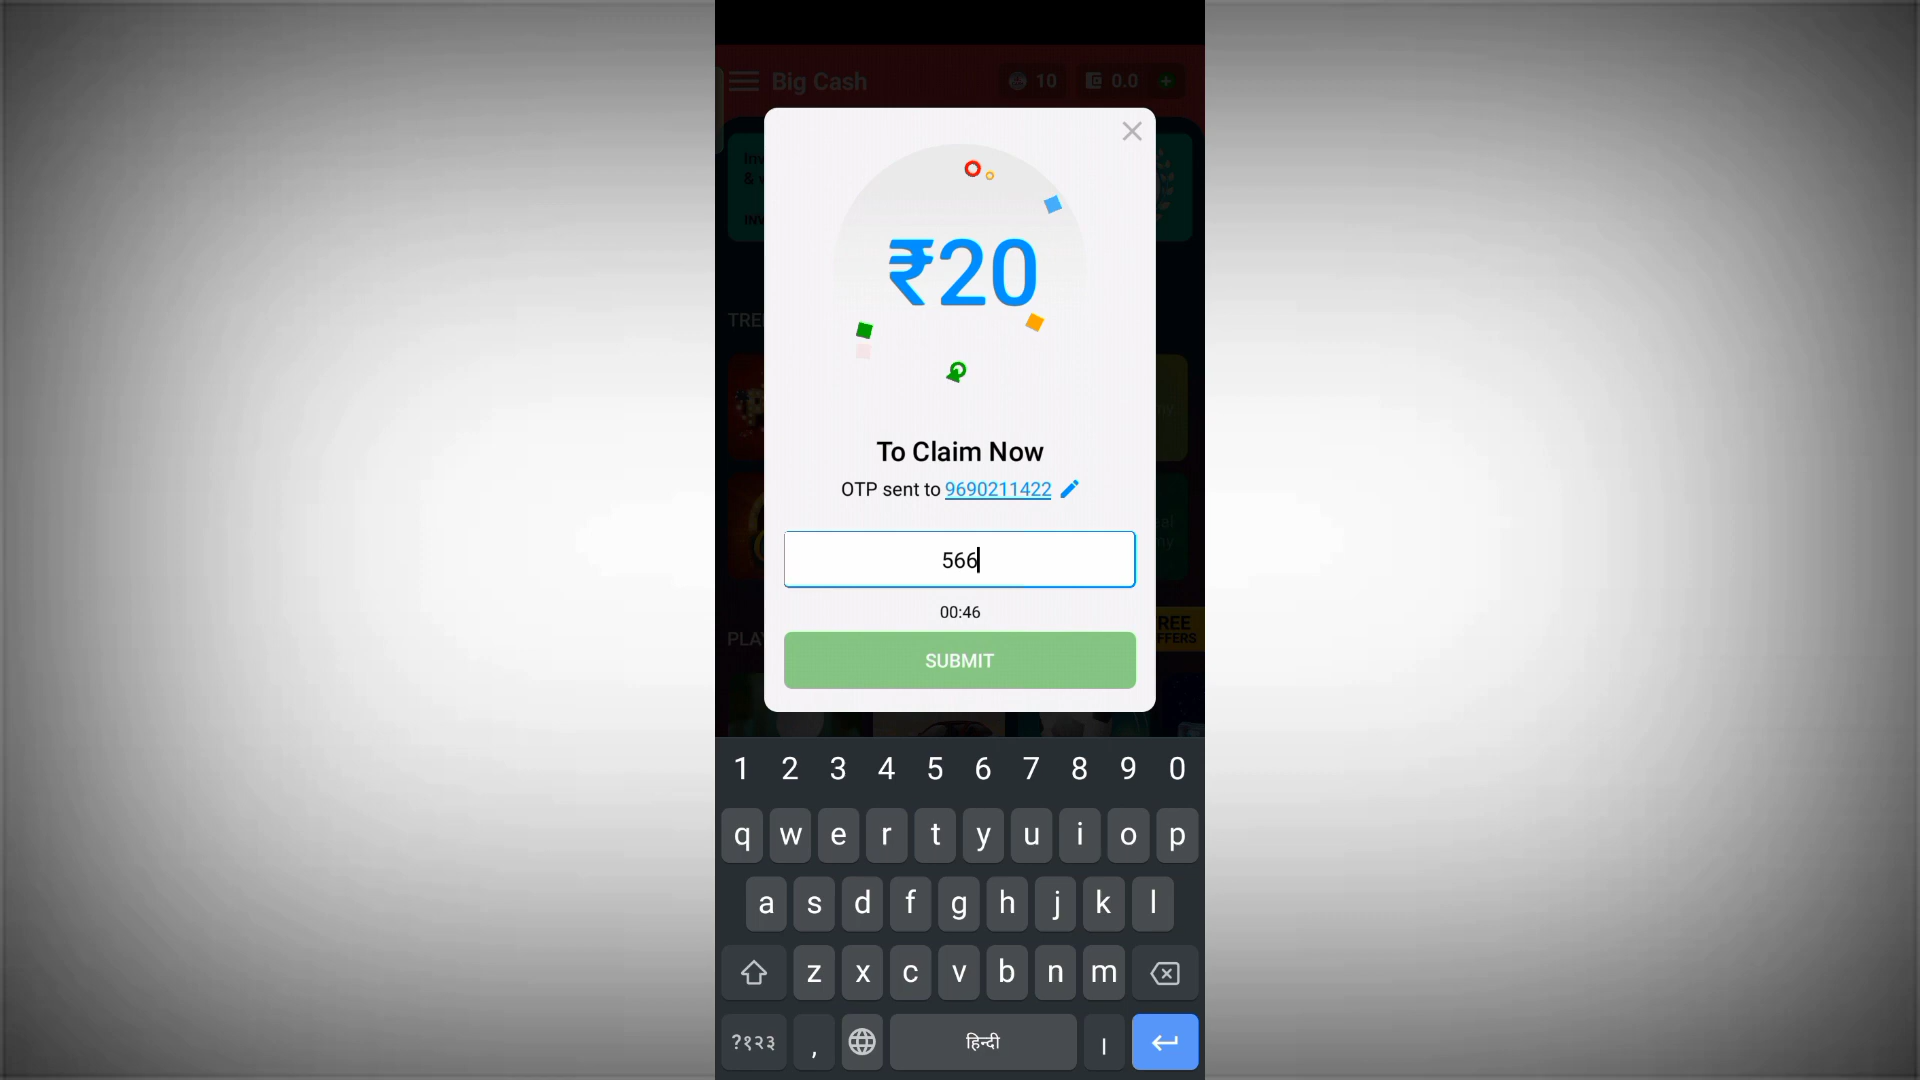 Big Cash
10
0.0
+
₹20
To Claim Now
OTP sent to 9690211422
566
00:46
SUBMIT
1 2 3 4 5 6 7 8 9 0
q w e r t y u i o p
a s d f g h j k l
z x c v b n m
?१२३ , हिन्दी ।